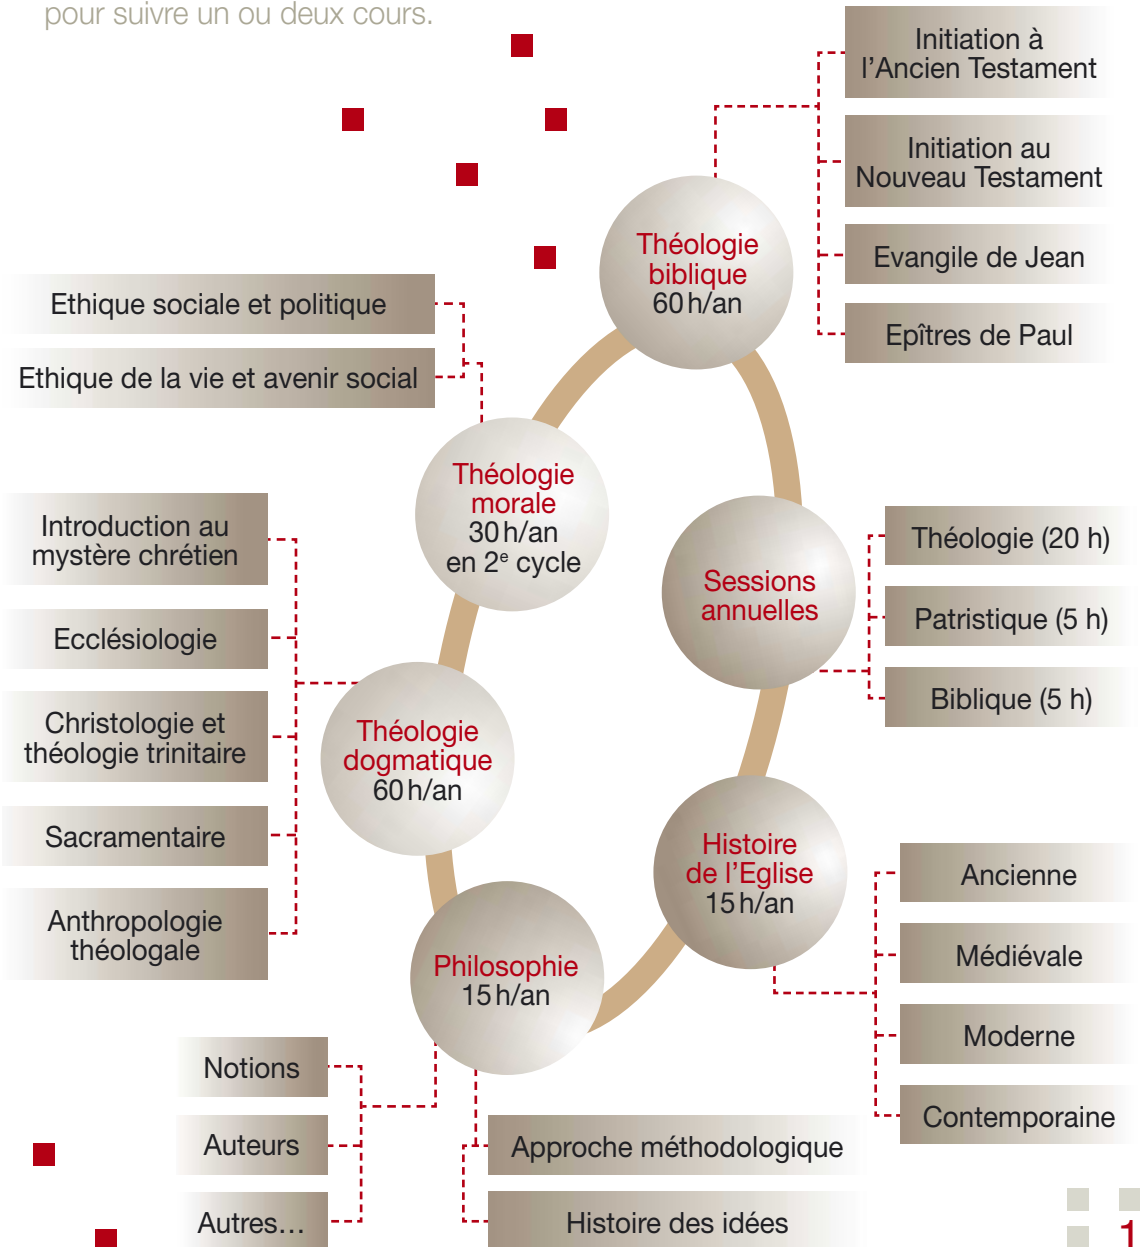 pour suivre un ou deux cours.
Initiation à
l'Ancien Testament
Initiation au
Nouveau Testament
Evangile de Jean
Epîtres de Paul
Théologie
biblique
60 h/an
Ethique sociale et politique
Ethique de la vie et avenir social
Théologie
morale
30 h/an
en 2e cycle
Sessions
annuelles
Théologie (20 h)
Patristique (5 h)
Biblique (5 h)
Introduction au
mystère chrétien
Ecclésiologie
Christologie et
théologie trinitaire
Sacramentaire
Anthropologie
théologale
Théologie
dogmatique
60 h/an
Histoire
de l'Eglise
15 h/an
Ancienne
Médiévale
Moderne
Contemporaine
Philosophie
15 h/an
Notions
Auteurs
Autres…
Approche méthodologique
Histoire des idées
1